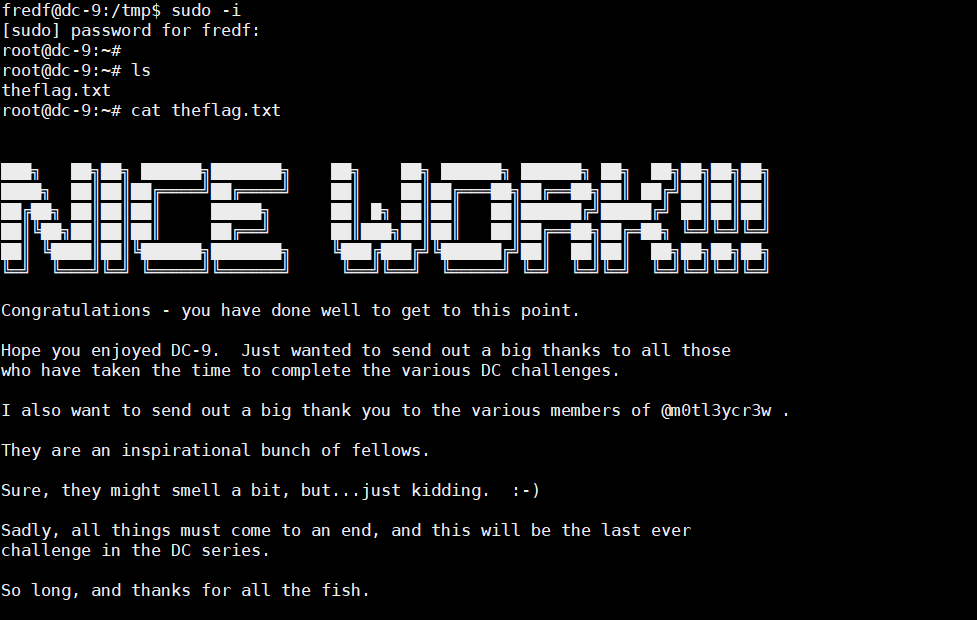 fredf@dc-9:/tmp$ sudo -i
[sudo] password for fredf:
root@dc-9:~#
root@dc-9:~# ls
theflag.txt
root@dc-9:~# cat theflag.txt
NICE WORK!!!
Congratulations - you have done well to get to this point.
Hope you enjoyed DC-9.  Just wanted to send out a big thanks to all those
who have taken the time to complete the various DC challenges.
I also want to send out a big thank you to the various members of @m0tl3ycr3w .
They are an inspirational bunch of fellows.
Sure, they might smell a bit, but...just kidding.  :-)
Sadly, all things must come to an end, and this will be the last ever
challenge in the DC series.
So long, and thanks for all the fish.